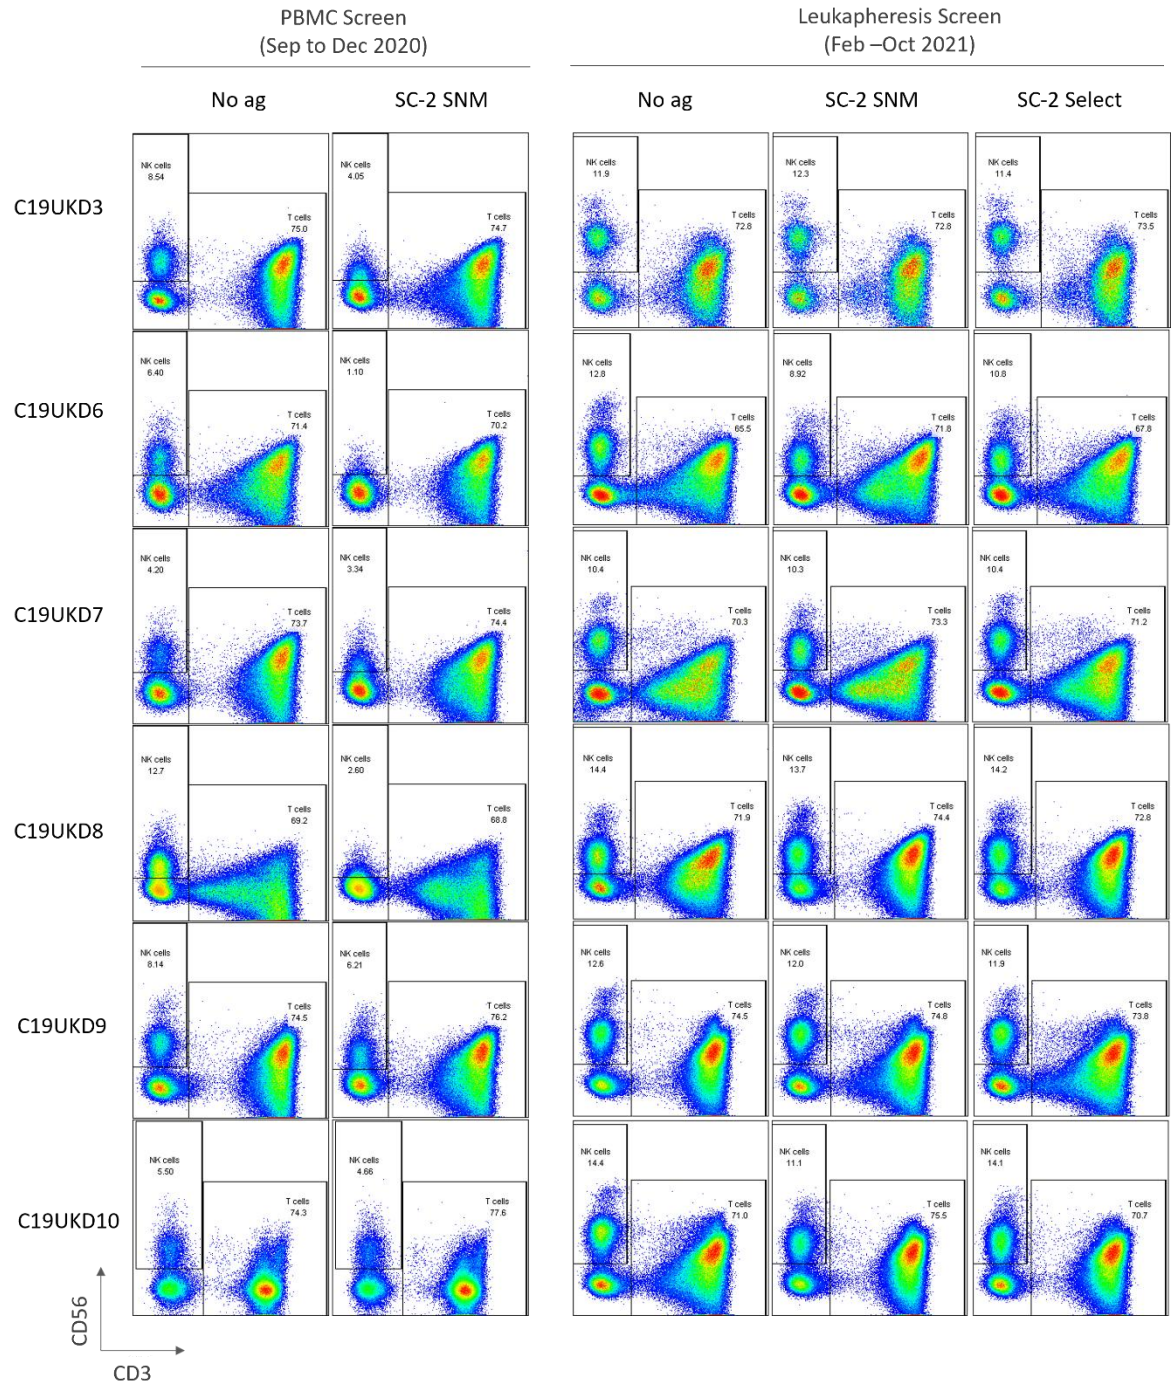 PBMC Screen
(Sep to Dec 2020)
Leukapheresis Screen
(Feb –Oct 2021)
No ag
SC-2 SNM
No ag
SC-2 SNM
SC-2 Select
C19UKD3
NK cells
8.54
T cells
75.0
NK cells
4.05
T cells
74.7
NK cells
11.9
T cells
72.8
NK cells
12.3
T cells
72.8
NK cells
11.4
T cells
73.5
C19UKD6
NK cells
6.40
T cells
71.4
NK cells
1.10
T cells
70.2
NK cells
12.8
T cells
65.5
NK cells
8.92
T cells
71.8
NK cells
10.8
T cells
67.8
C19UKD7
NK cells
4.20
T cells
73.7
NK cells
3.34
T cells
74.4
NK cells
10.4
T cells
70.3
NK cells
10.3
T cells
73.3
NK cells
10.4
T cells
71.2
C19UKD8
NK cells
12.7
T cells
69.2
NK cells
2.60
T cells
68.8
NK cells
14.4
T cells
71.9
NK cells
13.7
T cells
74.4
NK cells
14.2
T cells
72.8
C19UKD9
NK cells
8.14
T cells
74.5
NK cells
6.21
T cells
76.2
NK cells
12.6
T cells
74.5
NK cells
12.0
T cells
74.8
NK cells
11.9
T cells
73.8
C19UKD10
NK cells
5.50
T cells
74.3
NK cells
4.66
T cells
77.6
NK cells
14.4
T cells
71.0
NK cells
11.1
T cells
75.5
NK cells
14.1
T cells
70.7
CD56
CD3